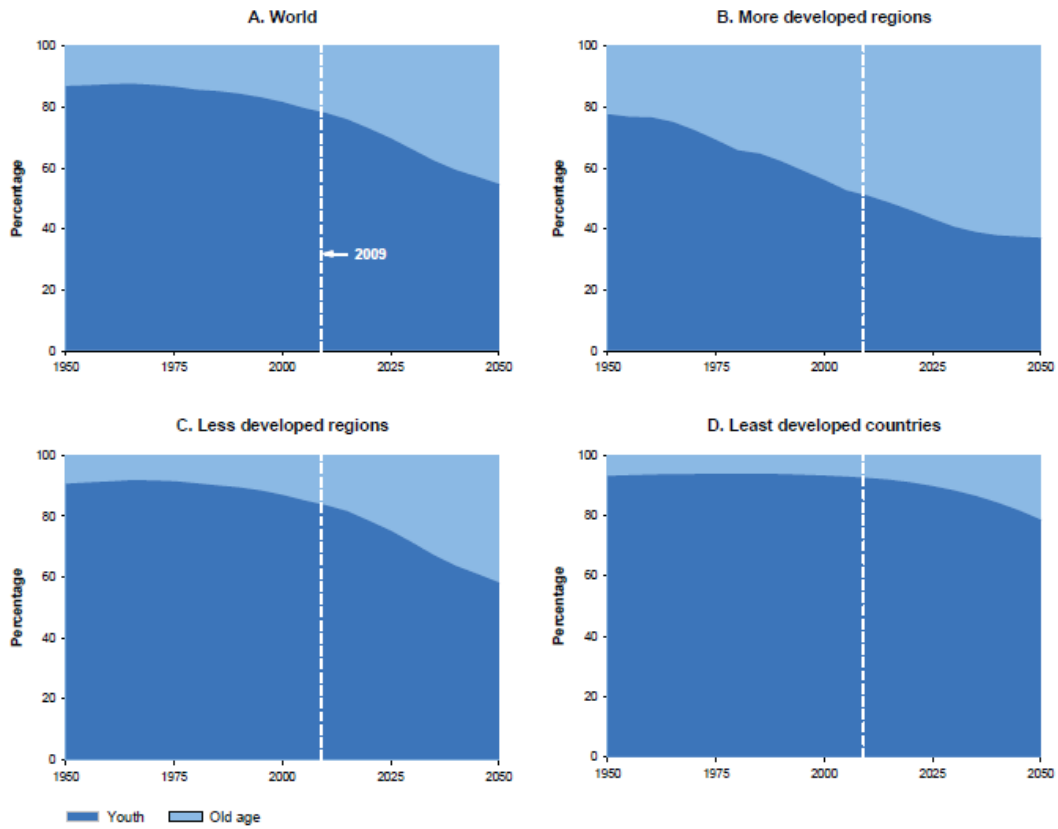 A. World
Percentage
100
80
60
40
20
0
2009
1950 1975 2000 2025 2050
B. More developed regions
Percentage
100
80
60
40
20
0
1950 1975 2000 2025 2050
C. Less developed regions
Percentage
100
80
60
40
20
0
1950 1975 2000 2025 2050
D. Least developed countries
Percentage
100
80
60
40
20
0
1950 1975 2000 2025 2050
Youth Old age